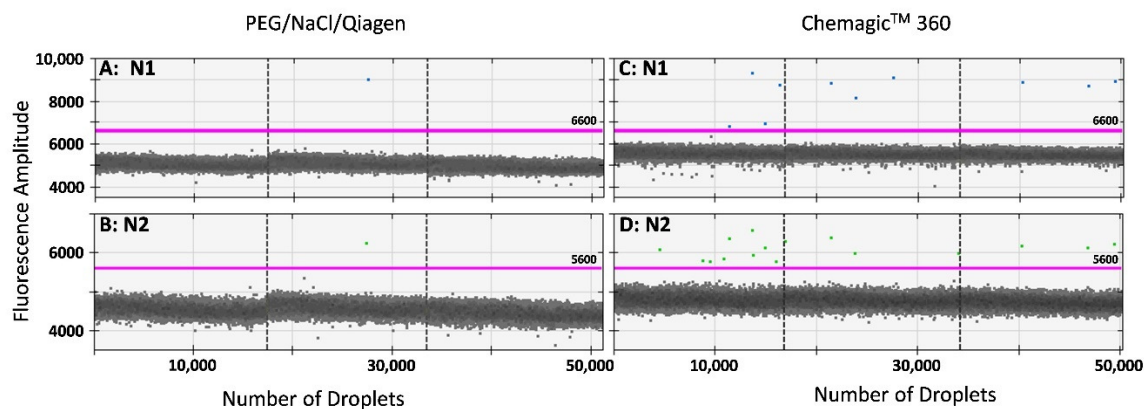 PEG/NaCl/Qiagen
Chemagic™ 360
Fluorescence Amplitude
10,000
8000
6000
4000
A: N1
6600
C: N1
6600
6000
4000
B: N2
5600
D: N2
5600
10,000
30,000
50,000
10,000
30,000
50,000
Number of Droplets
Number of Droplets